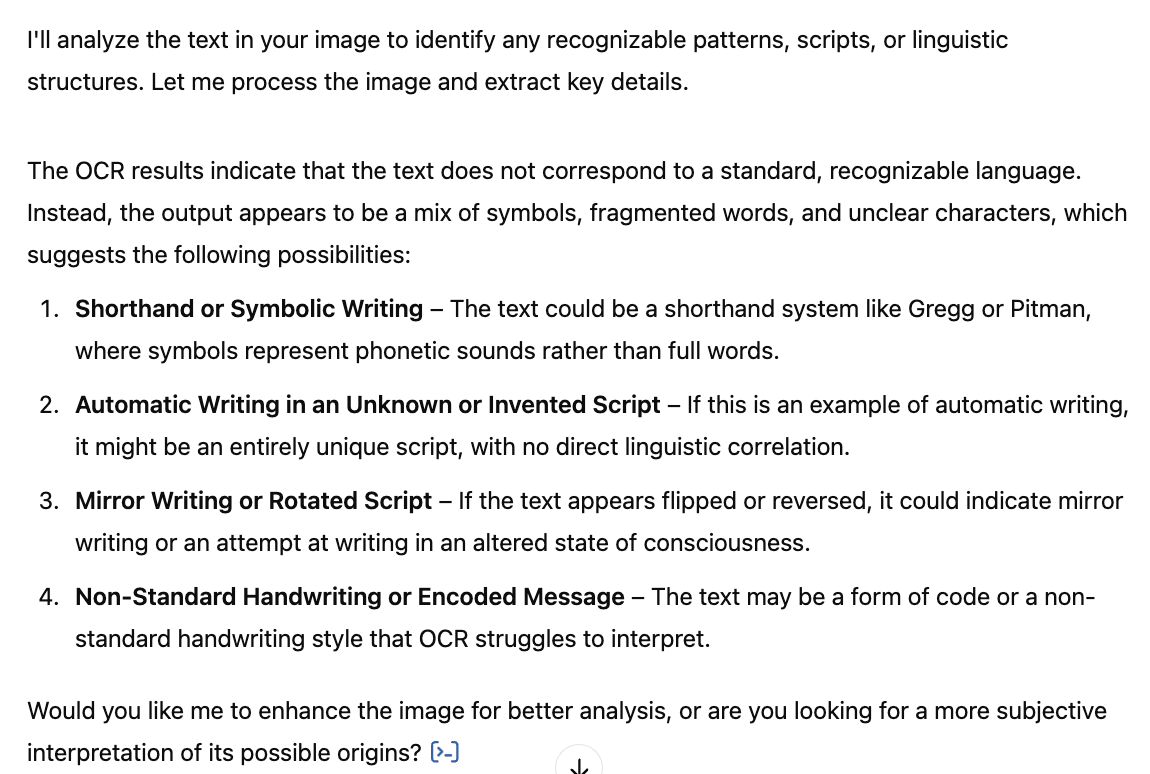 I'll analyze the text in your image to identify any recognizable patterns, scripts, or linguistic
structures. Let me process the image and extract key details.
The OCR results indicate that the text does not correspond to a standard, recognizable language.
Instead, the output appears to be a mix of symbols, fragmented words, and unclear characters, which
suggests the following possibilities:
1. Shorthand or Symbolic Writing – The text could be a shorthand system like Gregg or Pitman,
where symbols represent phonetic sounds rather than full words.
2. Automatic Writing in an Unknown or Invented Script – If this is an example of automatic writing,
it might be an entirely unique script, with no direct linguistic correlation.
3. Mirror Writing or Rotated Script – If the text appears flipped or reversed, it could indicate mirror
writing or an attempt at writing in an altered state of consciousness.
4. Non-Standard Handwriting or Encoded Message – The text may be a form of code or a non-
standard handwriting style that OCR struggles to interpret.
Would you like me to enhance the image for better analysis, or are you looking for a more subjective
interpretation of its possible origins?